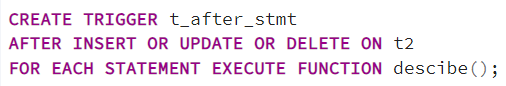 CREATE TRIGGER t_after_stmt
AFTER INSERT OR UPDATE OR DELETE ON t2
FOR EACH STATEMENT EXECUTE FUNCTION descibe();